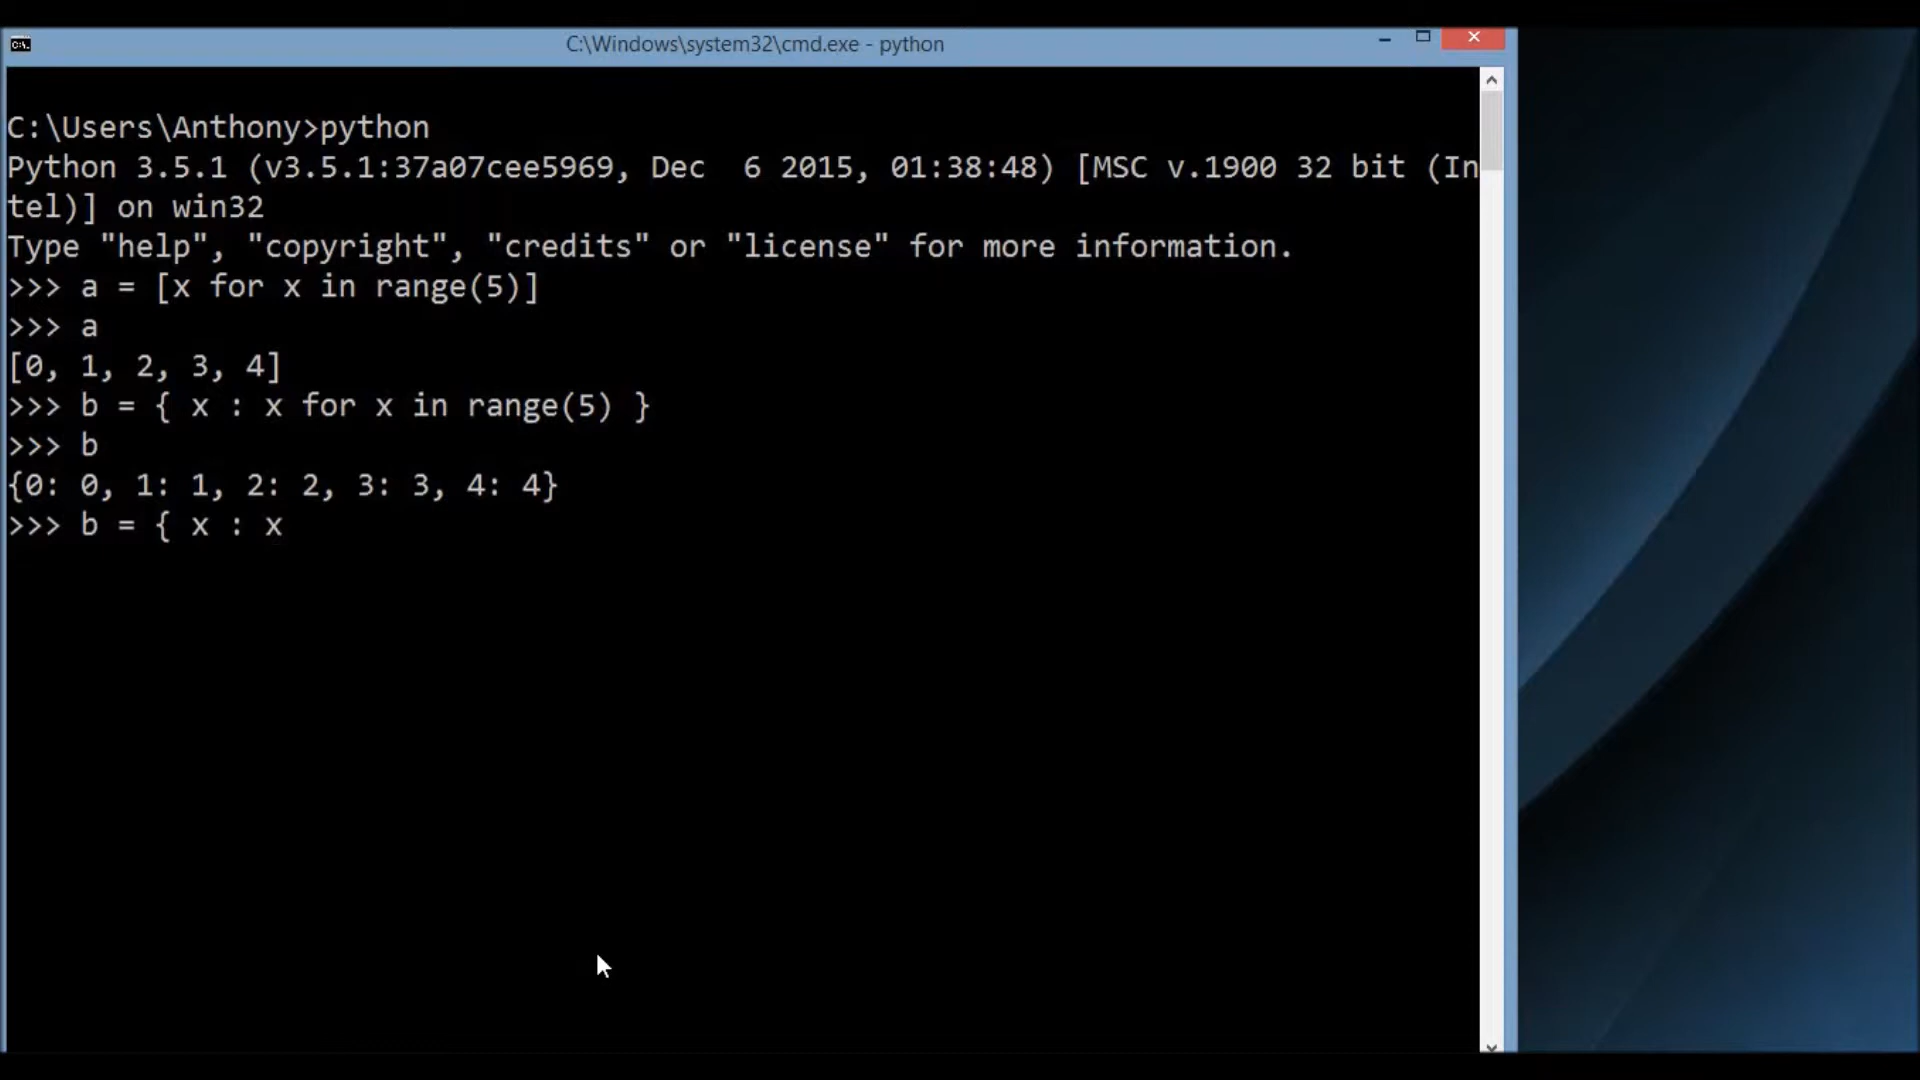 C:\Windows\system32\cmd.exe - python
C:\Users\Anthony>python
Python 3.5.1 (v3.5.1:37a07cee5969, Dec  6 2015, 01:38:48) [MSC v.1900 32 bit (In
tel)] on win32
Type "help", "copyright", "credits" or "license" for more information.
>>> a = [x for x in range(5)]
>>> a
[0, 1, 2, 3, 4]
>>> b = { x : x for x in range(5) }
>>> b
{0: 0, 1: 1, 2: 2, 3: 3, 4: 4}
>>> b = { x : x